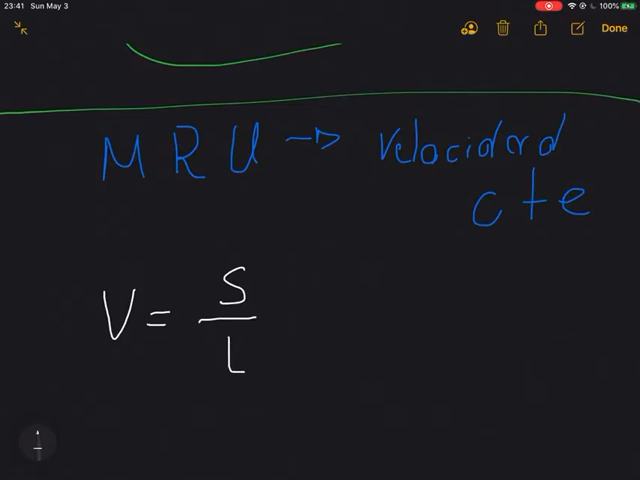 23:41 Sun May 3 100%
Done
MRU → velocidad
cte
V = S
L